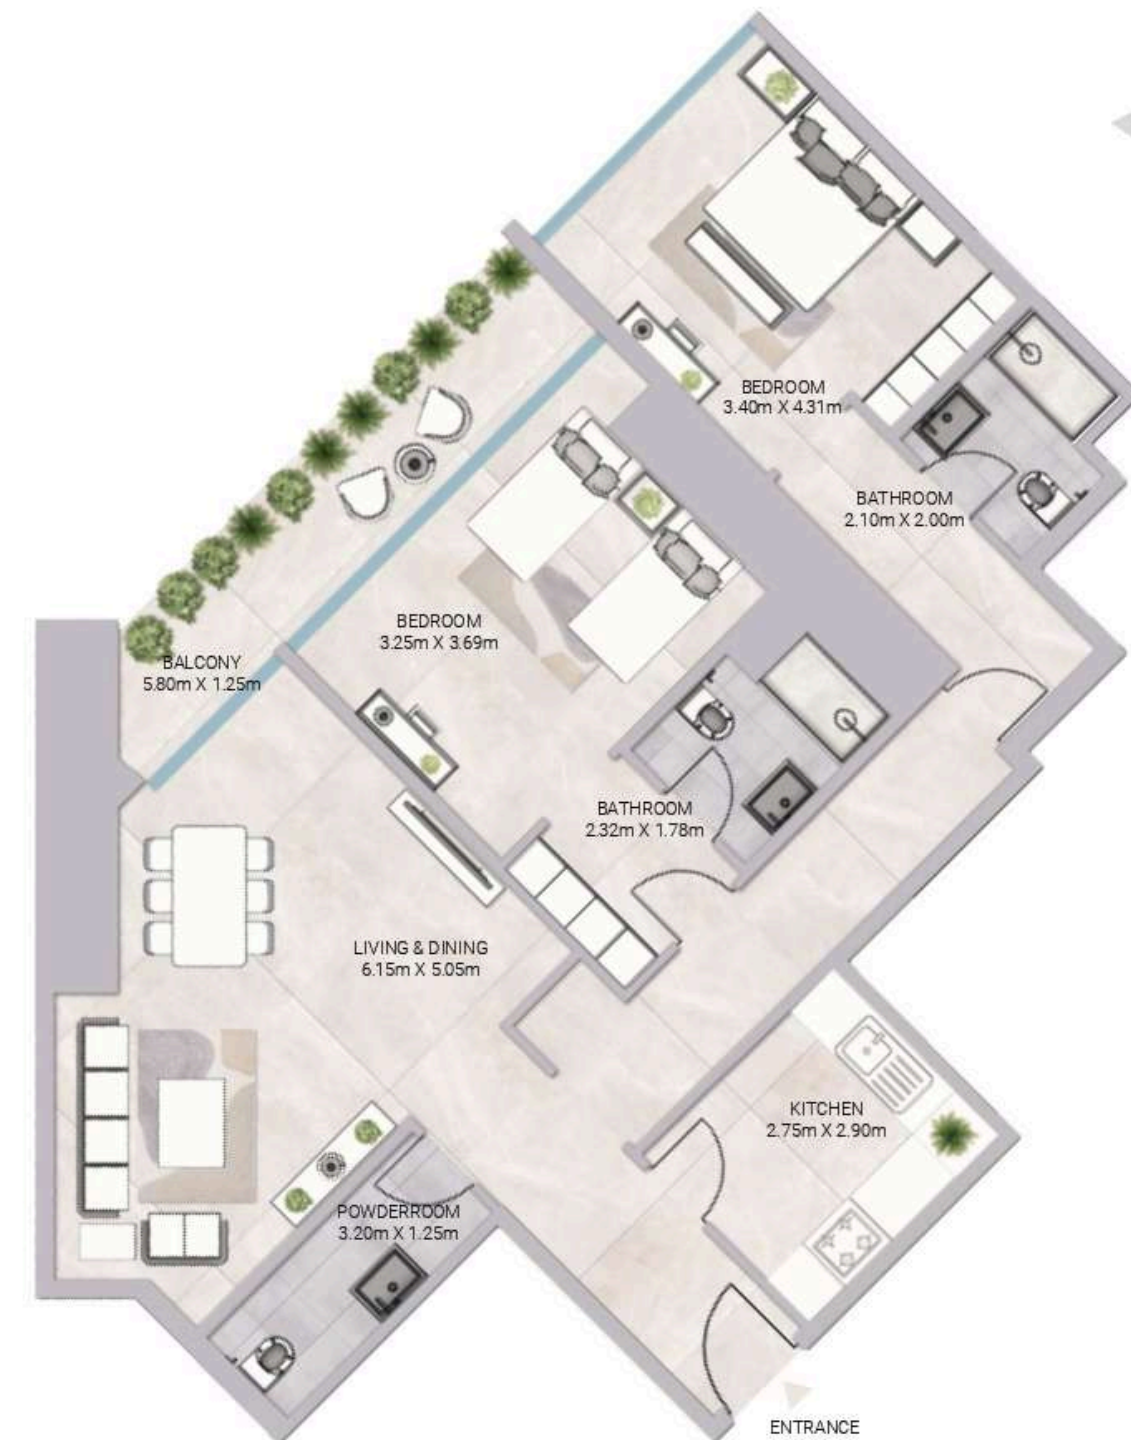 BEDROOM
3.40m X 4.31m
BATHROOM
2.10m X 2.00m
BEDROOM
3.25m X 3.69m
BALCONY
5.80m X 1.25m
BATHROOM
2.32m X 1.78m
LIVING & DINING
6.15m X 5.05m
KITCHEN
2.75m X 2.90m
POWDERROOM
3.20m X 1.25m
ENTRANCE